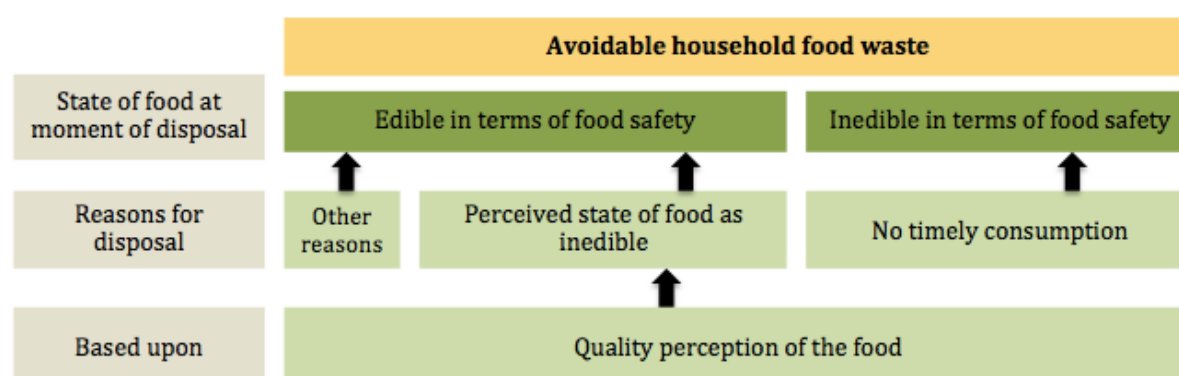 Avoidable household food waste
State of food at
moment of disposal
Edible in terms of food safety
Inedible in terms of food safety
Reasons for
disposal
Other
reasons
Perceived state of food as
inedible
No timely consumption
Based upon
Quality perception of the food